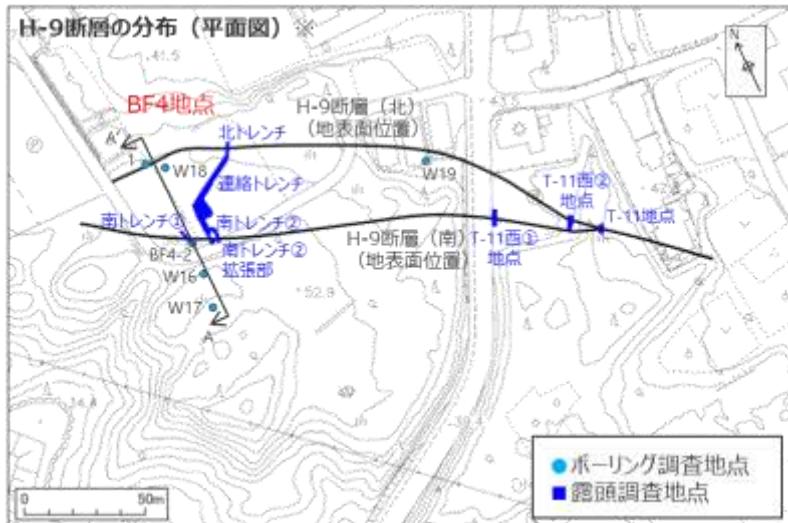 H-9断層の分布（平面図）※
41.5
BF4地点
H-9断層（北）
（地表面位置）
N
A'
北トレンチ
1
W18
W19
連絡トレンチ
T-11西②
地点
T-11地点
南トレンチ①
南トレンチ②
H-9断層（南）
（地表面位置）
T-11西①
地点
BF4-2
南トレンチ②
拡張部
W16
52.9
W17
A
ボーリング調査地点
露頭調査地点
0
50m